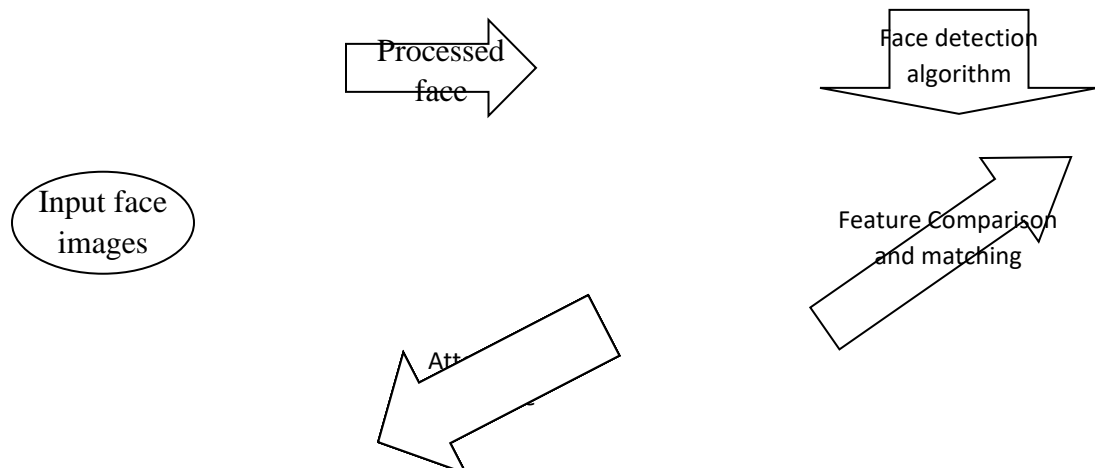 Processed
face
Face detection
algorithm
Input face
images
Feature Comparison
and matching